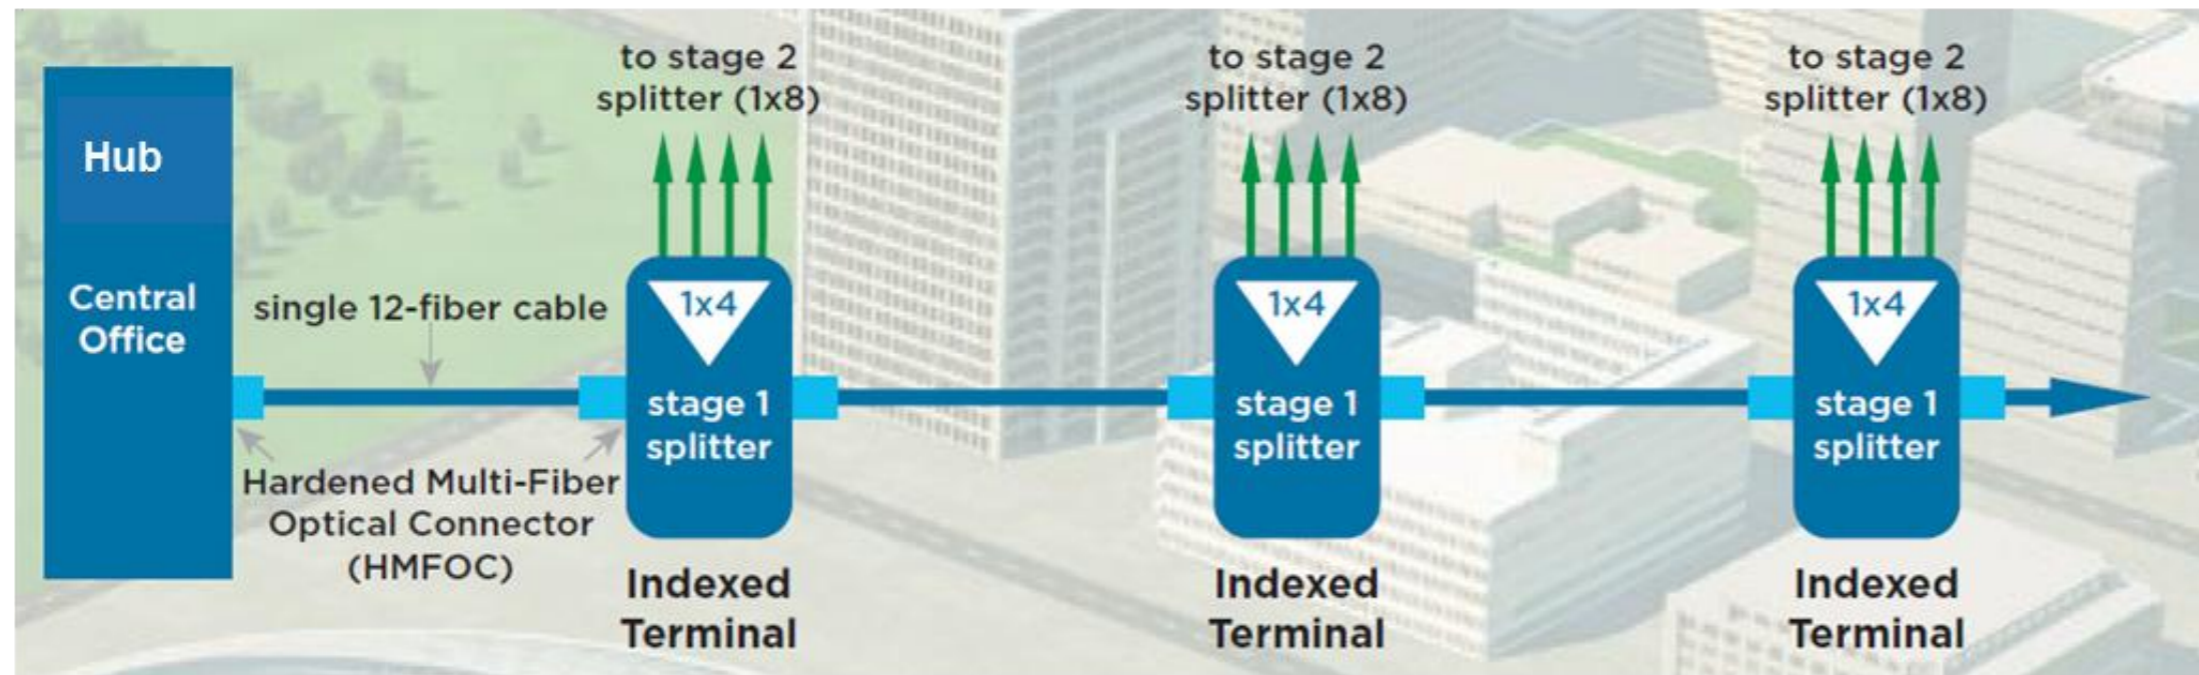 Hub
Central
Office
single 12-fiber cable
Hardened Multi-Fiber
Optical Connector
(HMFOC)
to stage 2
splitter (1x8)
1x4
stage 1
splitter
Indexed
Terminal
to stage 2
splitter (1x8)
1x4
stage 1
splitter
Indexed
Terminal
to stage 2
splitter (1x8)
1x4
stage 1
splitter
Indexed
Terminal